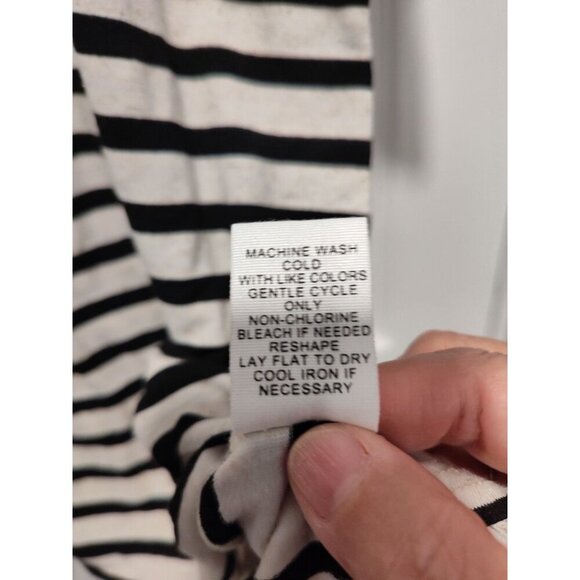 MACHINE WASH
COLD
WITH LIKE COLORS
GENTLE CYCLE
ONLY
NON-CHLORINE
BLEACH IF NEEDED
RESHAPE
LAY FLAT TO DRY
COOL IRON IF
NECESSARY